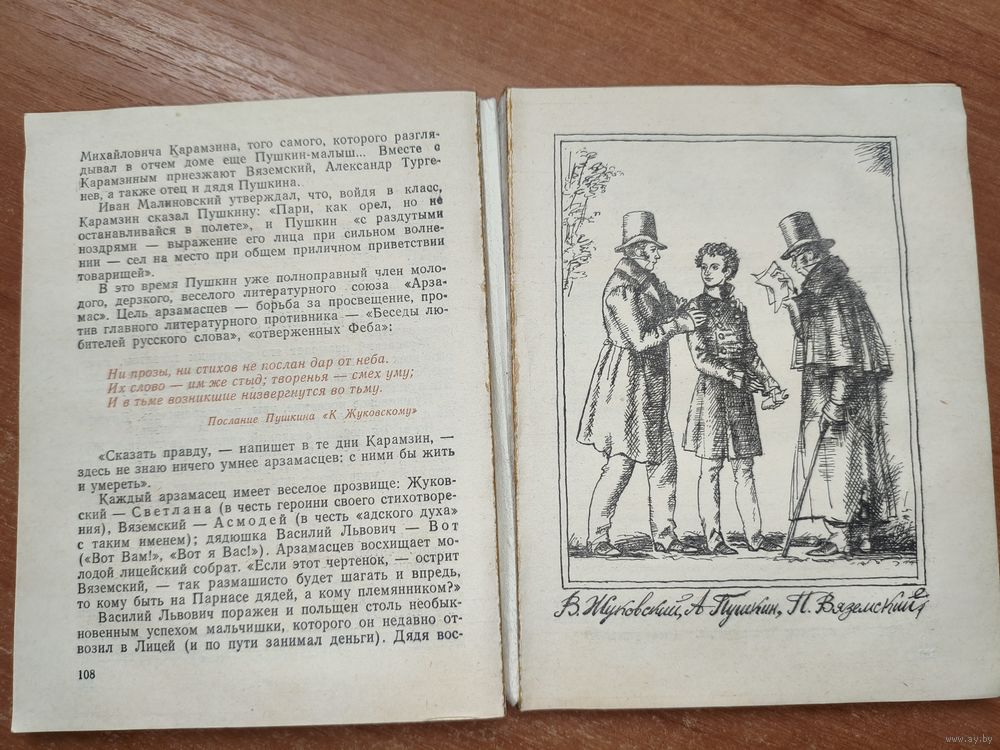 Михайловича Карамзина, того самого, которого разгля-
дывал в отчем доме еще Пушкин-малыш... Вместе с
Карамзиным приезжают Вяземский, Александр Турге-
нев, а также отец и дядя Пушкина.
Иван Малиновский утверждал, что, войдя в класс,
Карамзин сказал Пушкину: «Пари, как орел, но не
останавливайся в полете», и Пушкин «с раздутыми
ноздрями — выражение его лица при сильном волне-
нии — сел на место при общем приличном приветствии
товарищей».
В это время Пушкин уже полноправный член моло-
дого, дерзкого, веселого литературного союза «Арза-
мас». Цель арзамасцев — борьба за просвещение, про-
тив главного литературного противника — «Беседы лю-
бителей русского слова», «отверженных Феба»:
Ни прозы, ни стихов не послан дар от неба.
Их слово — им же стыд; творенья — смех уму;
И в тьме возникшие низвергнутся во тьму.
Послание Пушкина «К Жуковскому»
«Сказать правду, — напишет в те дни Карамзин, —
здесь не знаю ничего умнее арзамасцев: с ними бы жить
и умереть».
Каждый арзамасец имеет веселое прозвище: Жуков-
ский — Светлана (в честь героини своего стихотворе-
ния), Вяземский — Асмодей (в честь «адского духа»
с таким именем); дядюшка Василий Львович — Вот
(«Вот Вам!», «Вот я Вас!»). Арзамасцев восхищает мо-
лодой лицейский собрат. «Если этот чертенок, — острит
Вяземский, — так размашисто будет шагать и впредь,
то кому быть на Парнасе дядей, а кому племянником?»
Василий Львович поражен и польщен столь необык-
новенным успехом мальчишки, которого он недавно от-
возил в Лицей (и по пути занимал деньги). Дядя вос-
108
В. Жуковский, А. Пушкин, П. Вяземский
www.ay.by